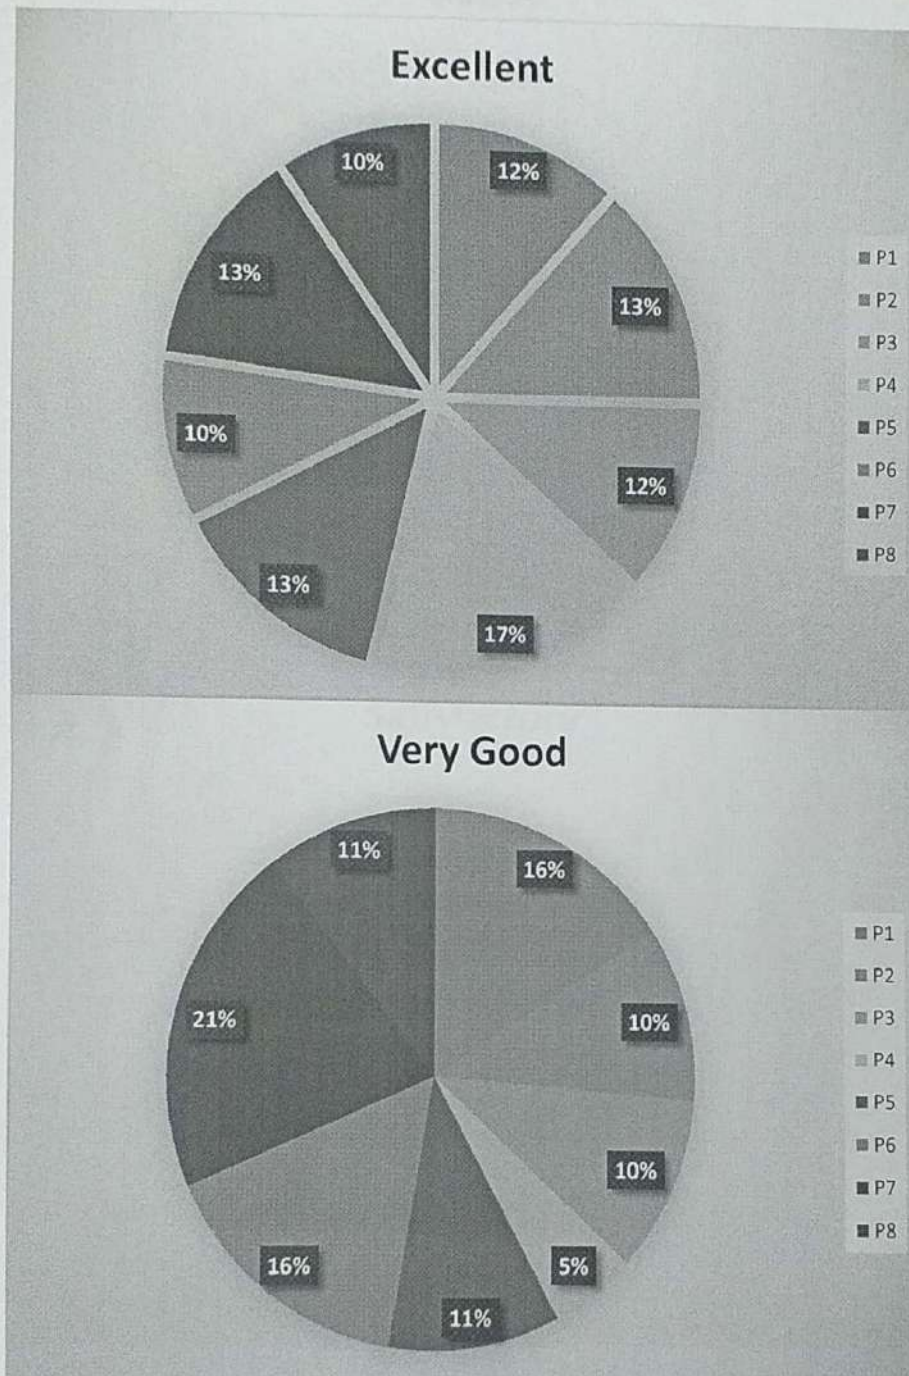 Excellent
10%
12%
13%
13%
10%
12%
13%
17%
P1
P2
P3
P4
P5
P6
P7
P8
Very Good
11%
16%
21%
10%
10%
16%
5%
11%
P1
P2
P3
P4
P5
P6
P7
P8